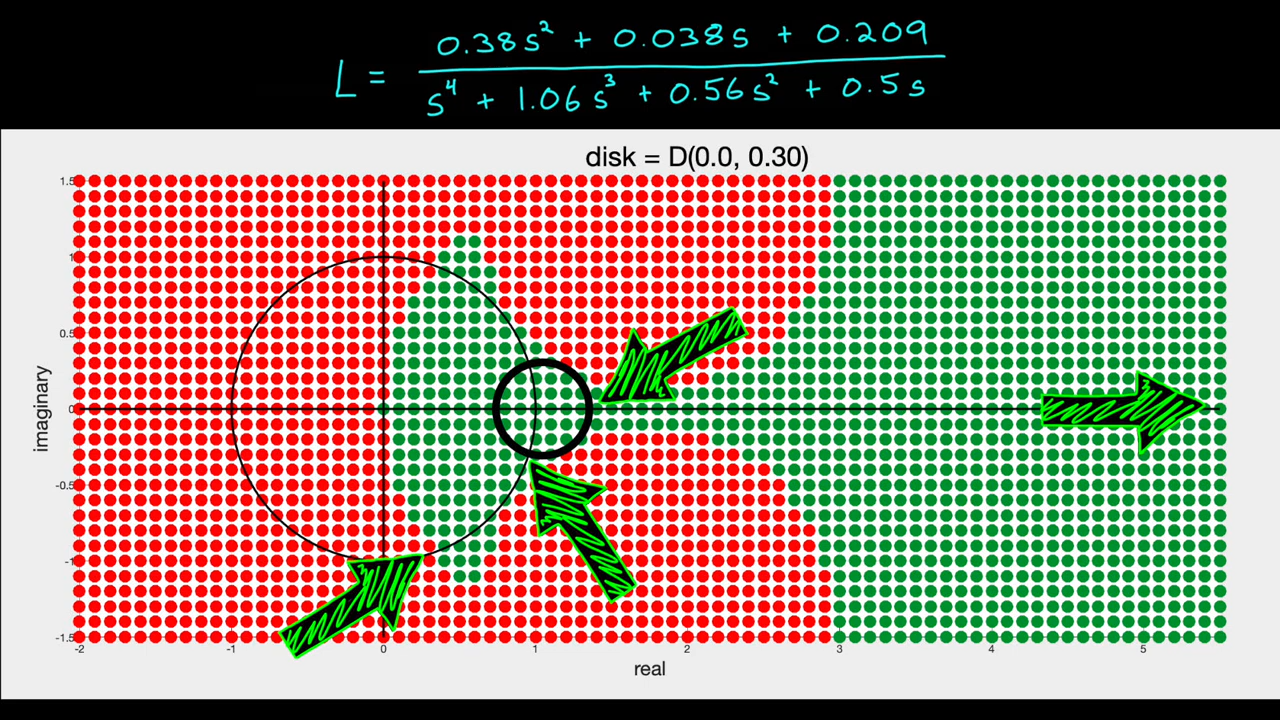 L = (0.38s² + 0.038s + 0.209) / (s⁴ + 1.06s³ + 0.56s² + 0.5s)
disk = D(0.0, 0.30)
1.5
1
0.5
0
-0.5
-1
-1.5
imaginary
-2 -1 0 1 2 3 4 5
real